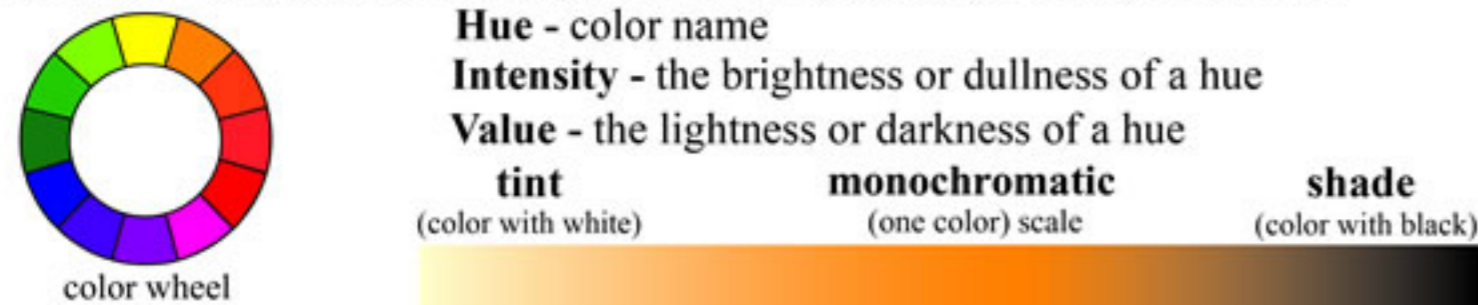 Hue - color name
Intensity - the brightness or dullness of a hue
Value - the lightness or darkness of a hue
tint monochromatic shade
(color with white) (one color) scale (color with black)
color wheel